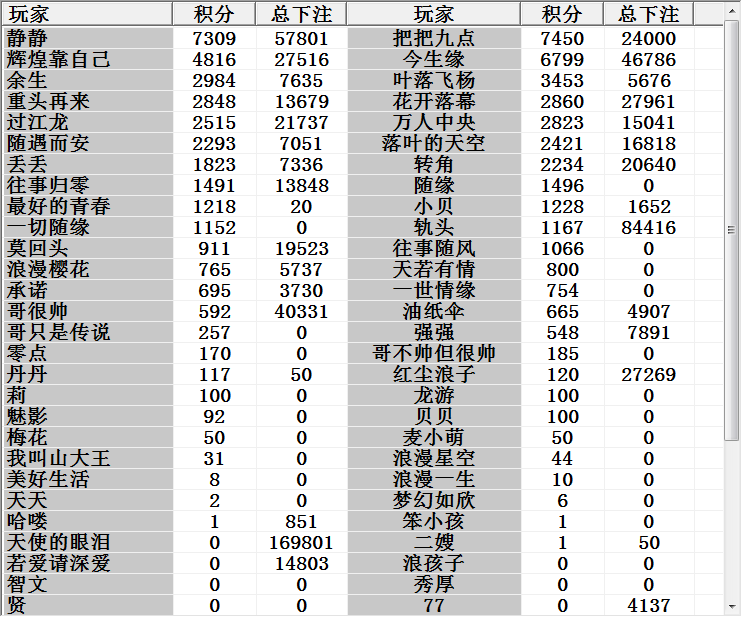 玩家 积分 总下注 玩家 积分 总下注
静静 7309 57801 把把九点 7450 24000
辉煌靠自己 4816 27516 今生缘 6799 46786
余生 2984 7635 叶落飞杨 3453 5676
重头再来 2848 13679 花开落幕 2860 27961
过江龙 2515 21737 万人中央 2823 15041
随遇而安 2293 7051 落叶的天空 2421 16818
丢丢 1823 7336 转角 2234 20640
往事归零 1491 13848 随缘 1496 0
最好的青春 1218 20 小贝 1228 1652
一切随缘 1152 0 轨头 1167 84416
莫回头 911 19523 往事随风 1066 0
浪漫樱花 765 5737 天若有情 800 0
承诺 695 3730 一世情缘 754 0
哥很帅 592 40331 油纸伞 665 4907
哥只是传说 257 0 强强 548 7891
零点 170 0 哥不帅但很帅 185 0
丹丹 117 50 红尘浪子 120 27269
莉 100 0 龙游 100 0
魅影 92 0 贝贝 100 0
梅花 50 0 麦小萌 50 0
我叫山大王 31 0 浪漫星空 44 0
美好生活 8 0 浪漫一生 10 0
天天 2 0 梦幻如欣 6 0
哈喽 1 851 笨小孩 1 0
天使的眼泪 0 169801 二嫂 1 50
若爱请深爱 0 14803 浪孩子 0 0
智文 0 0 秀厚 0 0
贤 0 0 77 0 4137